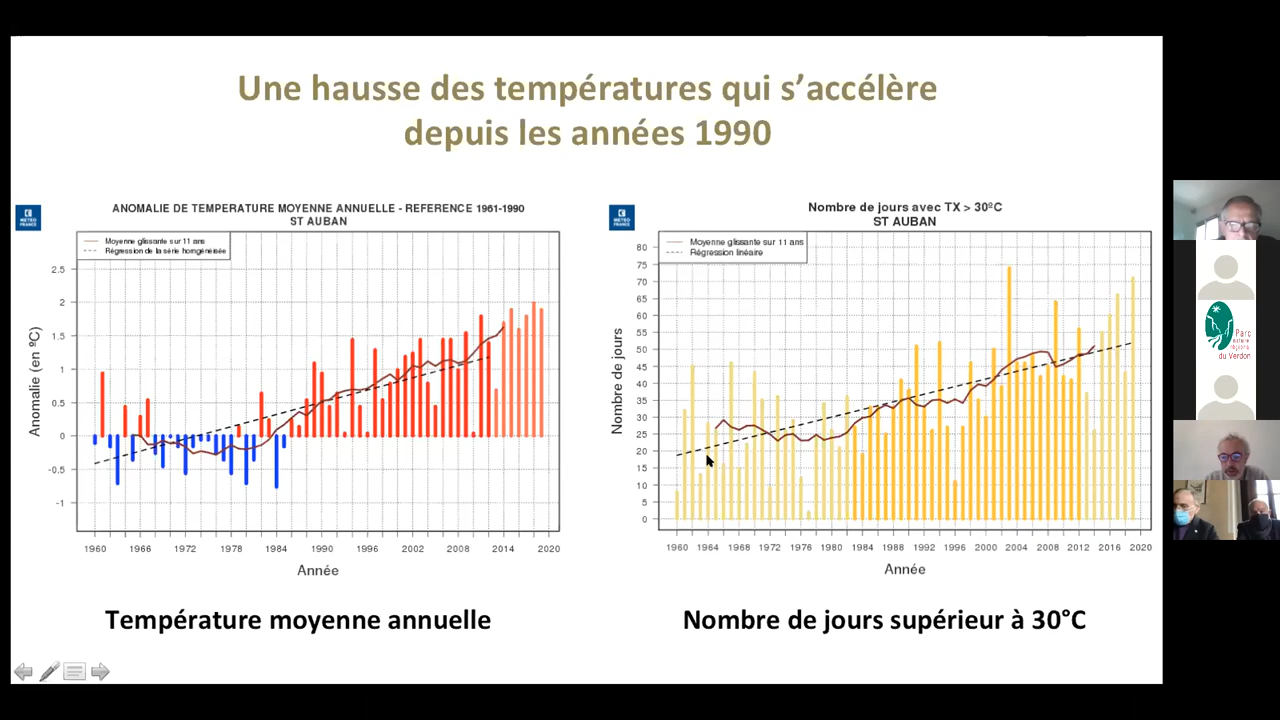 Une hausse des températures qui s’accélère
depuis les années 1990
METEO
FRANCE
ANOMALIE DE TEMPERATURE MOYENNE ANNUELLE - REFERENCE 1961-1990
ST AUBAN
Moyenne glissante sur 11 ans
Régression de la série homgénéisée
2.5
2
1.5
1
0.5
0
-0.5
-1
Anomalie (en ºC)
1960 1966 1972 1978 1984 1990 1996 2002 2008 2014 2020
Année
Température moyenne annuelle
METEO
FRANCE
Nombre de jours avec TX > 30ºC
ST AUBAN
Moyenne glissante sur 11 ans
Régression linéaire
80
75
70
65
60
55
50
45
40
35
30
25
20
15
10
5
0
Nombre de jours
1960 1964 1968 1972 1976 1980 1984 1988 1992 1996 2000 2004 2008 2012 2016 2020
Année
Nombre de jours supérieur à 30°C
Parc
naturel
régional
du Verdon